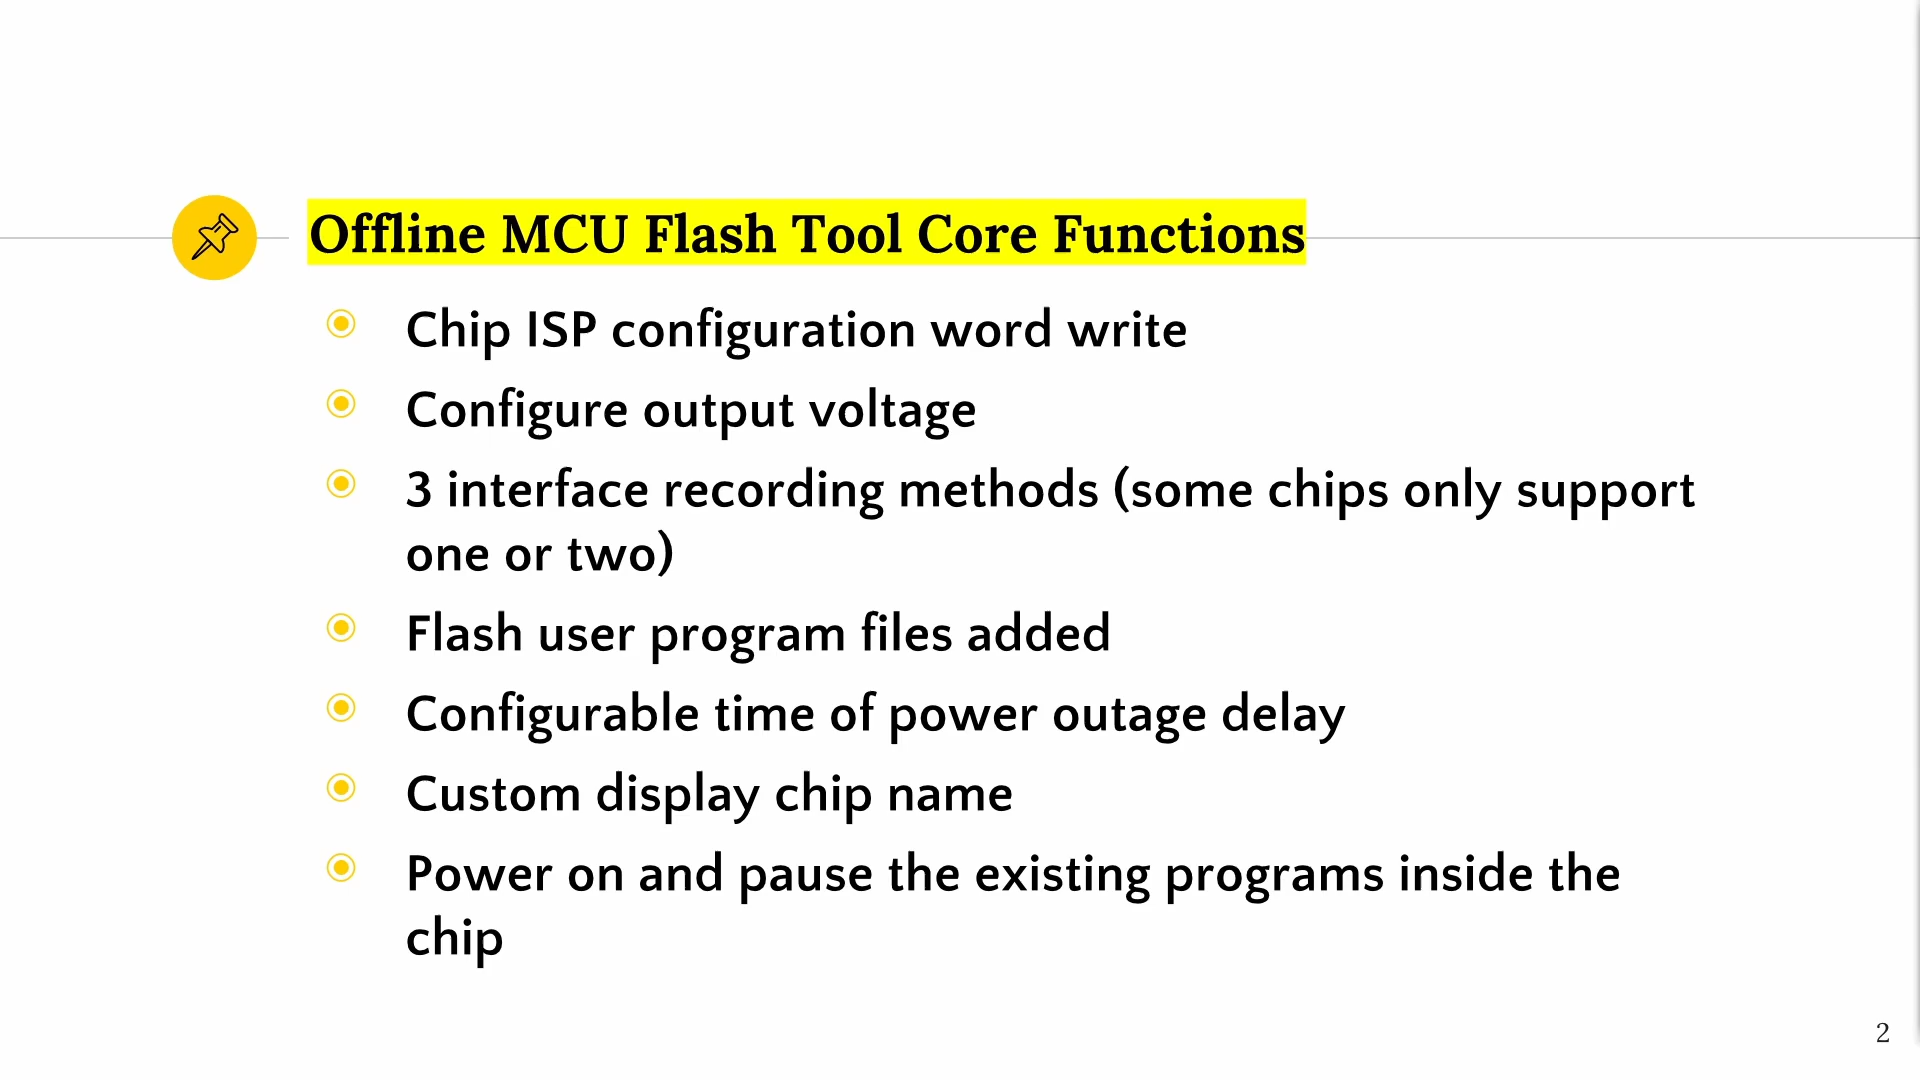 Offline MCU Flash Tool Core Functions
Chip ISP configuration word write
Configure output voltage
3 interface recording methods (some chips only support
one or two)
Flash user program files added
Configurable time of power outage delay
Custom display chip name
Power on and pause the existing programs inside the
chip
2